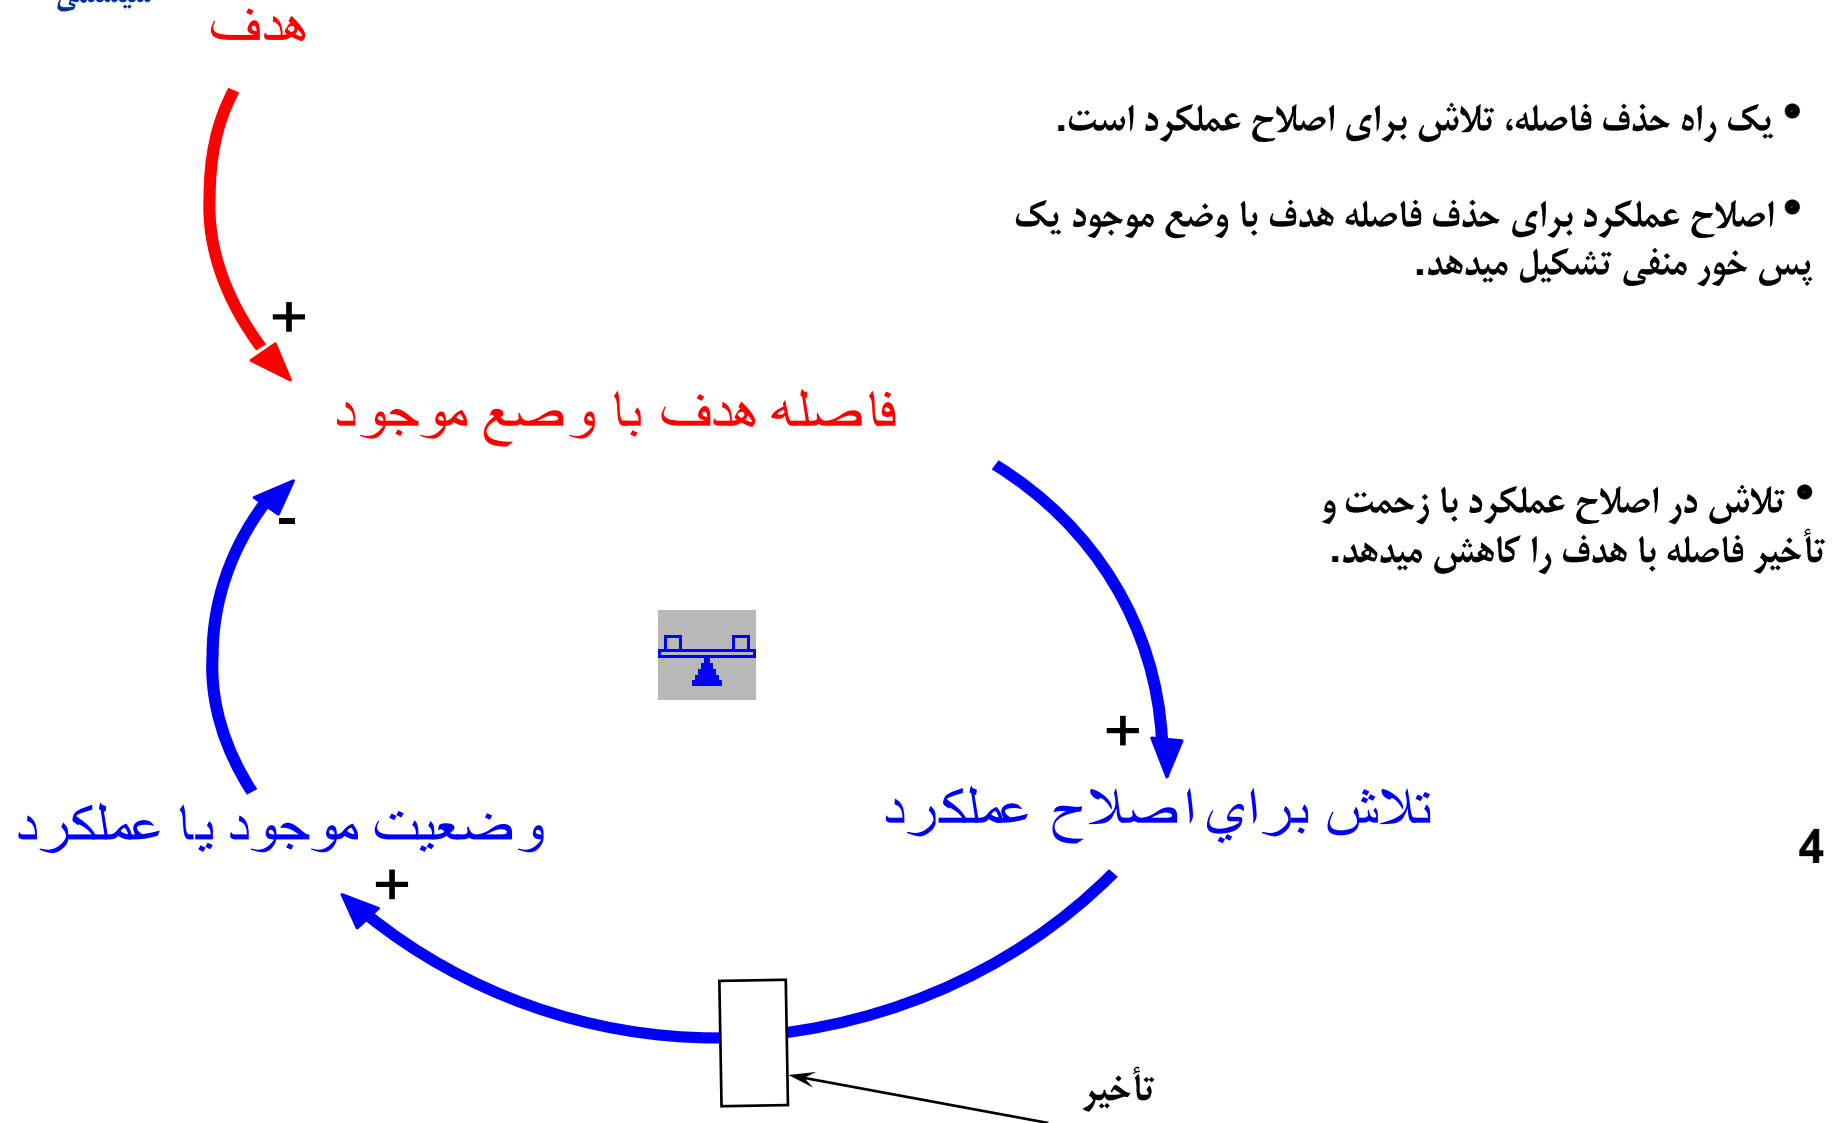 هدف
• یک راه حذف فاصله، تلاش برای اصلاح عملکرد است.
• اصلاح عملکرد برای حذف فاصله هدف با وضع موجود یک
پس خور منفی تشکیل میدهد.
+
فاصله هدف با وصع موجود
-
• تلاش در اصلاح عملکرد با زحمت و
تأخیر فاصله با هدف را کاهش میدهد.
+
تلاش براي اصلاح عملکرد
وضعیت موجود یا عملکرد
4
+
تأخیر